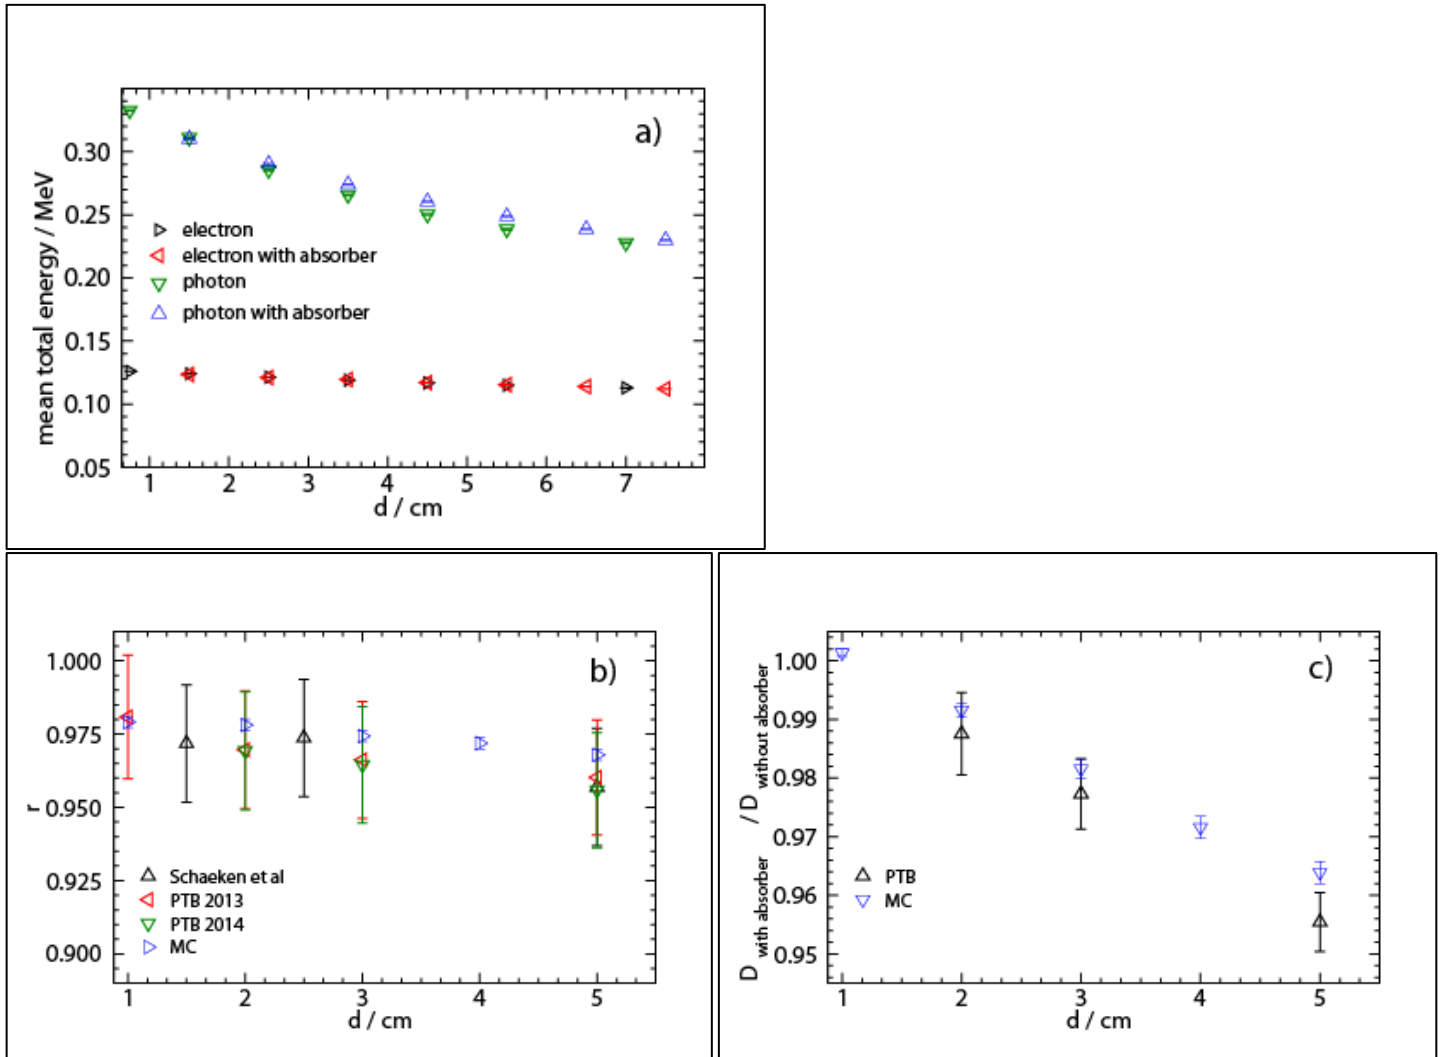 a)
0.30
0.25
0.20
0.15
0.10
0.05
mean total energy / MeV
electron
electron with absorber
photon
photon with absorber
1 2 3 4 5 6 7
d / cm
b)
1.000
0.975
0.950
0.925
0.900
r
Schaeken et al
PTB 2013
PTB 2014
MC
1 2 3 4 5
d / cm
c)
1.00
0.99
0.98
0.97
0.96
0.95
D with absorber / D without absorber
PTB
MC
1 2 3 4 5
d / cm